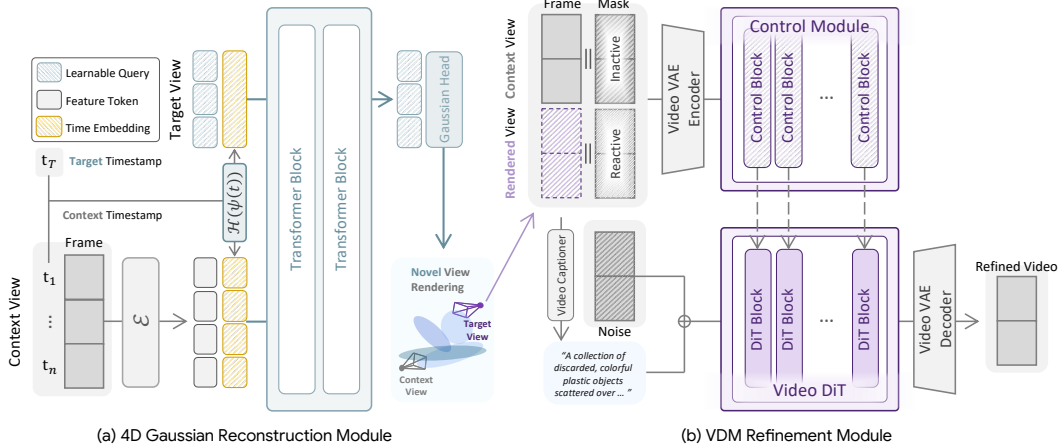 Learnable Query
Feature Token
Time Embedding
Target View
t_T
Target Timestamp
Context Timestamp
ℋ(ψ(t))
Context View
Frame
t_1
...
t_n
ℰ
Transformer Block
Transformer Block
Gaussian Head
Novel View
Rendering
Target
View
Context
View
(a) 4D Gaussian Reconstruction Module
Frame
Mask
Context View
Rendered View
Inactive
Reactive
Video VAE
Encoder
Control Module
Control Block
Control Block
...
Control Block
Video Captioner
Noise
"A collection of
discarded, colorful
plastic objects
scattered over ... "
DiT Block
DiT Block
...
DiT Block
Video DiT
Video VAE
Decoder
Refined Video
(b) VDM Refinement Module